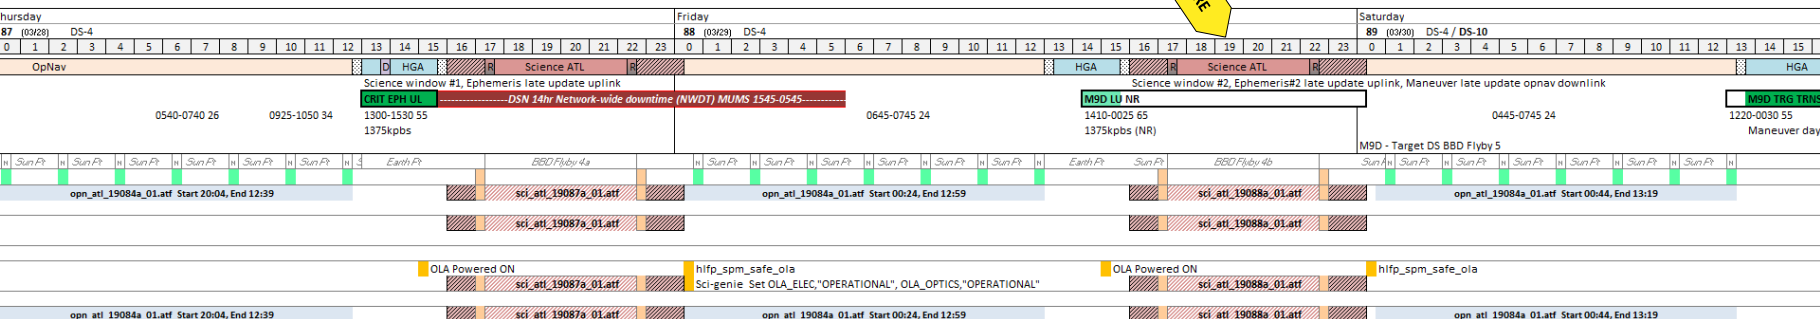 hursday
Friday
Saturday
87 (03/28) DS-4
88 (03/29) DS-4
89 (03/30) DS-4 / DS-10
0 1 2 3 4 5 6 7 8 9 10 11 12 13 14 15 16 17 18 19 20 21 22 23 0 1 2 3 4 5 6 7 8 9 10 11 12 13 14 15 16 17 18 19 20 21 22 23 0 1 2 3 4 5 6 7 8 9 10 11 12 13 14 15
OpNav D HGA R Science ATL R HGA R Science ATL R HGA
Science window #1, Ephemeris late update uplink
Science window #2, Ephemeris#2 late update uplink, Maneuver late update opnav downlink
CRIT EPH UL
DSN 14hr Network-wide downtime (NWDT) MUMS 1545-0545
M9D LU NR
M9D TRG TRNS
0540-0740 26 0925-1050 34 1300-1530 55 0645-0745 24 1410-0025 65 0445-0745 24 1220-0030 55
1375kpbs 1375kpbs (NR) Maneuver day
M9D - Target DS BBD Flyby 5
N Sun Pt N Sun Pt N Sun Pt N Sun Pt N Sun Pt N Sun Pt N S Earth Pt BBD Flyby 4a N Sun Pt N Sun Pt N Sun Pt N Sun Pt N Sun Pt N Sun Pt N Earth Pt Sun Pt BBD Flyby 4b Sun N Sun Pt N Sun Pt N Sun Pt N Sun Pt N Sun Pt N Sun Pt N
opn_atl_19084a_01.atf Start 20:04, End 12:39 sci_atl_19087a_01.atf opn_atl_19084a_01.atf Start 00:24, End 12:59 sci_atl_19088a_01.atf opn_atl_19084a_01.atf Start 00:44, End 13:19
sci_atl_19087a_01.atf sci_atl_19088a_01.atf
OLA Powered ON hlfp_spm_safe_ola OLA Powered ON hlfp_spm_safe_ola
sci_atl_19087a_01.atf Sci-genie Set OLA_ELEC,"OPERATIONAL", OLA_OPTICS,"OPERATIONAL" sci_atl_19088a_01.atf
opn_atl_19084a_01.atf Start 20:04, End 12:39 sci_atl_19087a_01.atf opn_atl_19084a_01.atf Start 00:24, End 12:59 sci_atl_19088a_01.atf opn_atl_19084a_01.atf Start 00:44, End 13:19